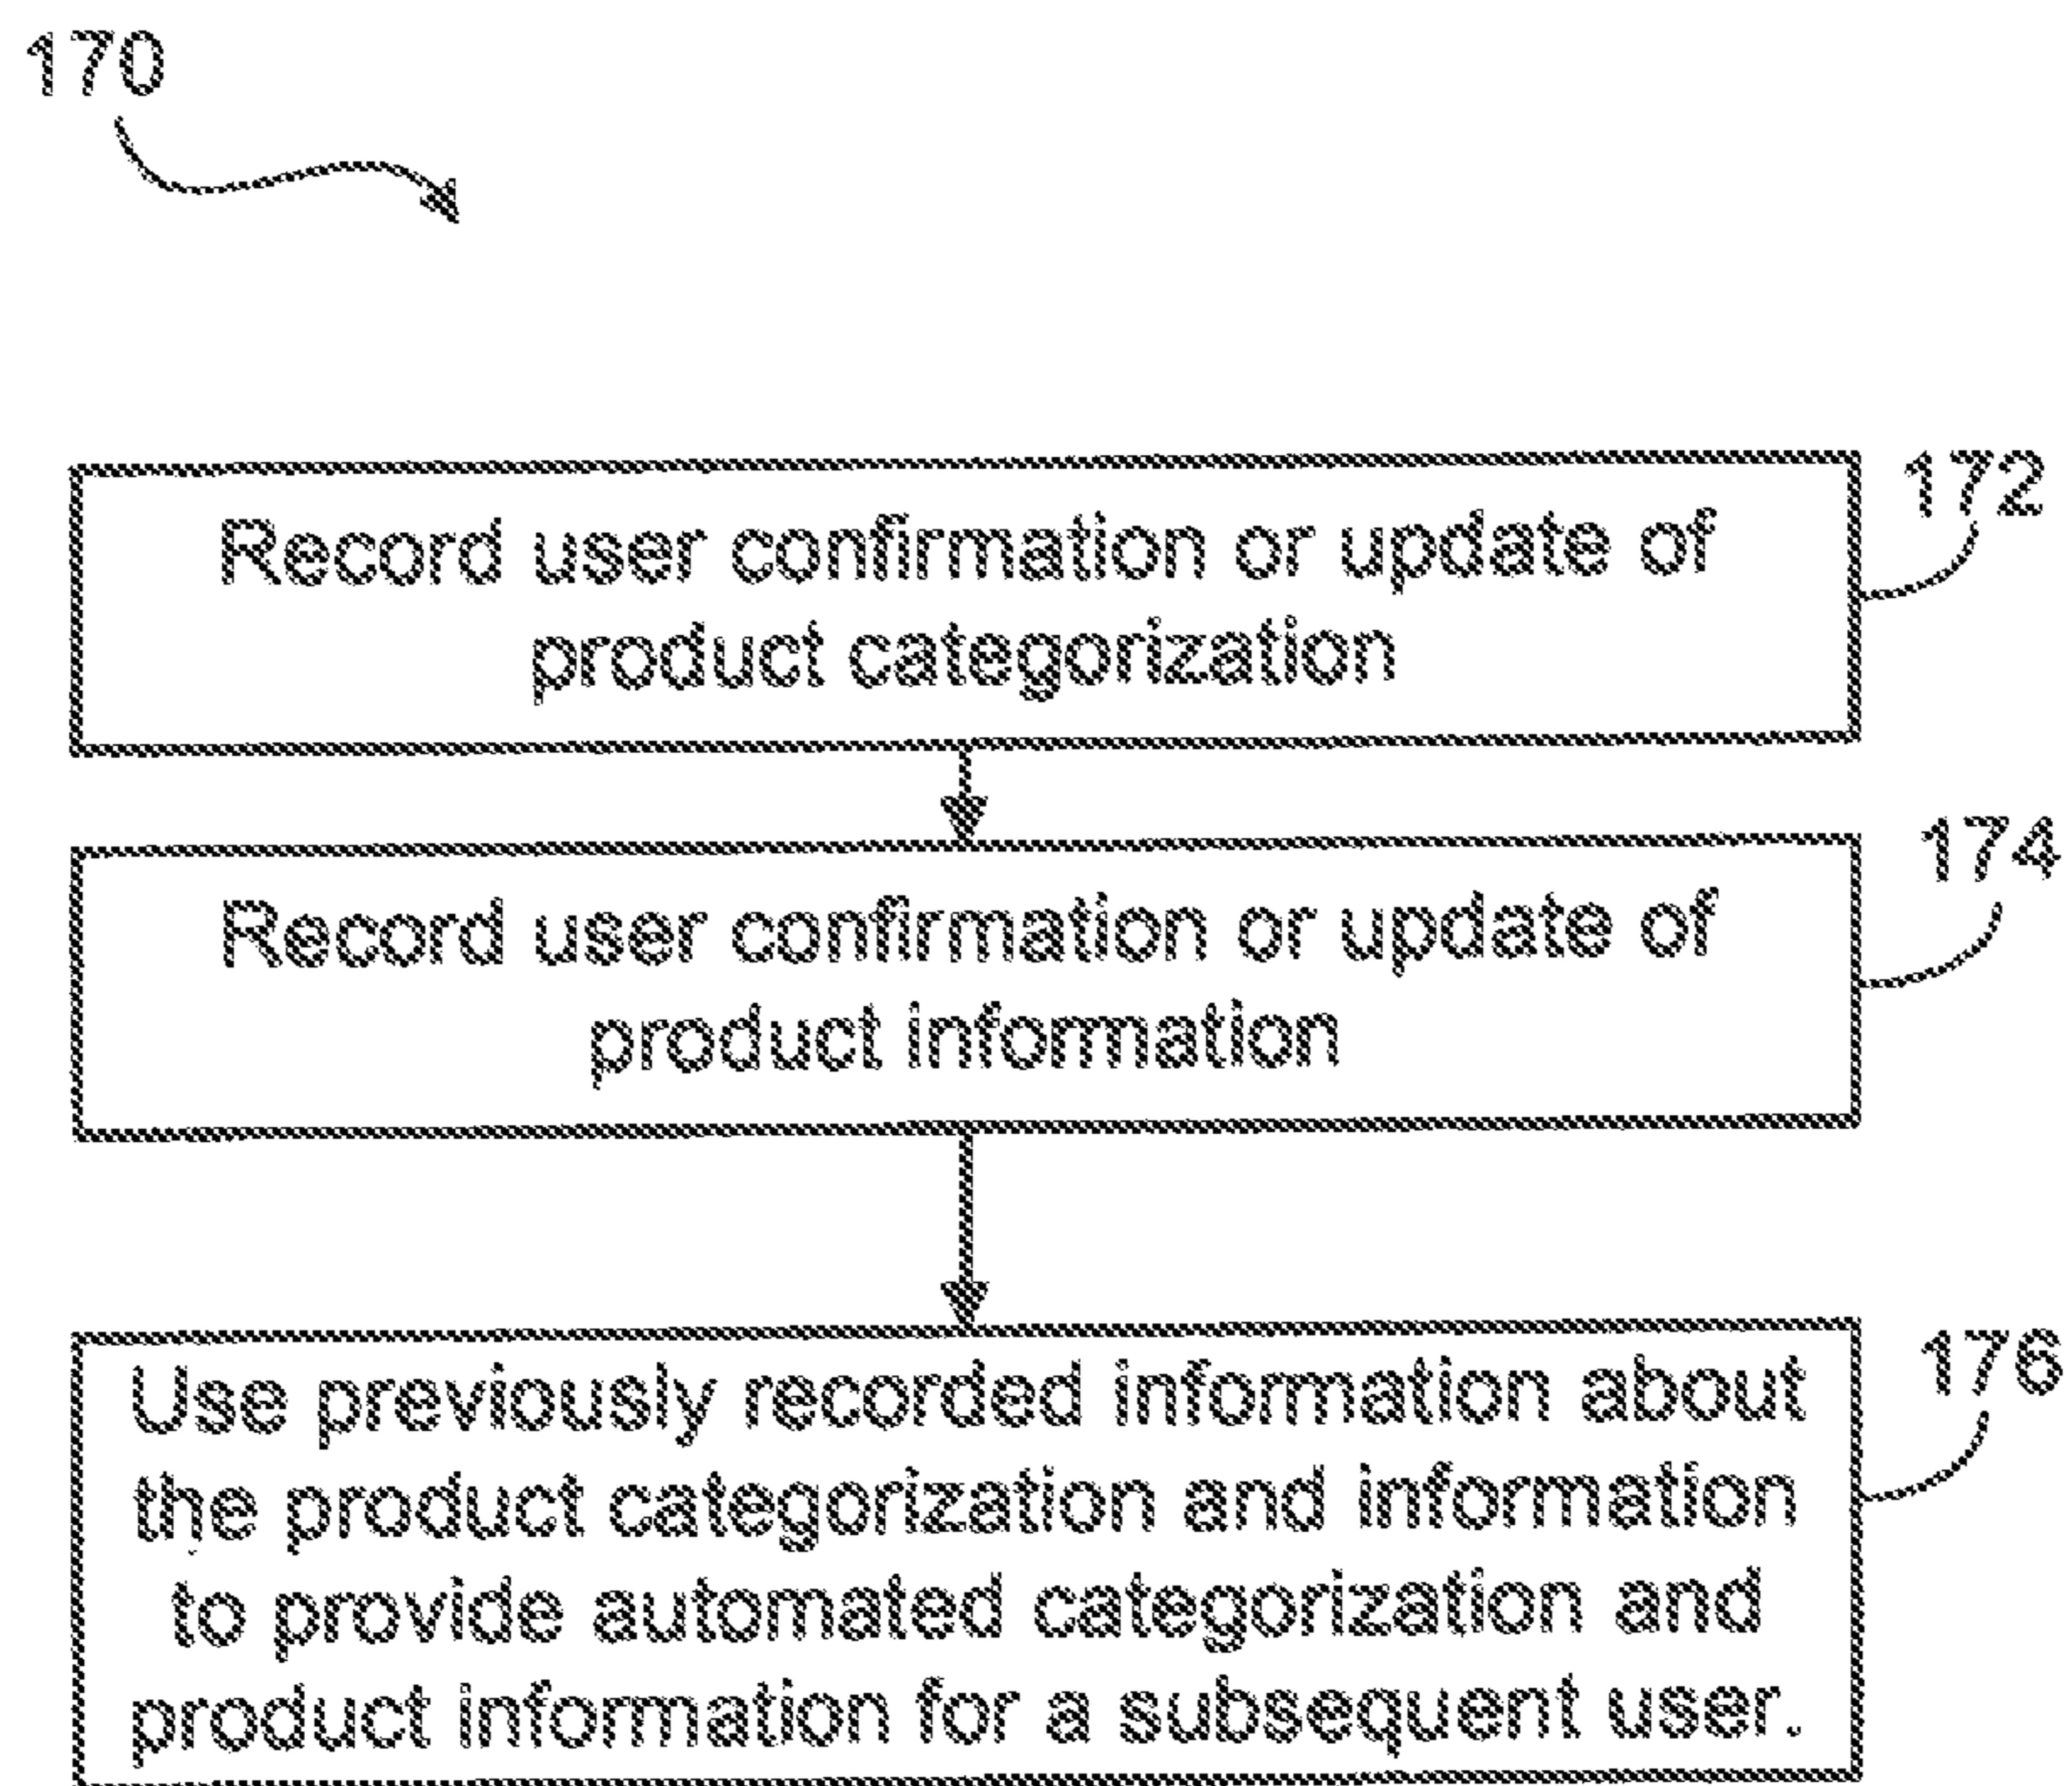 170
172
Record user confirmation or update of
product categorization
174
Record user confirmation or update of
product information
176
Use previously recorded information about
the product categorization and information
to provide automated categorization and
product information for a subsequent user.